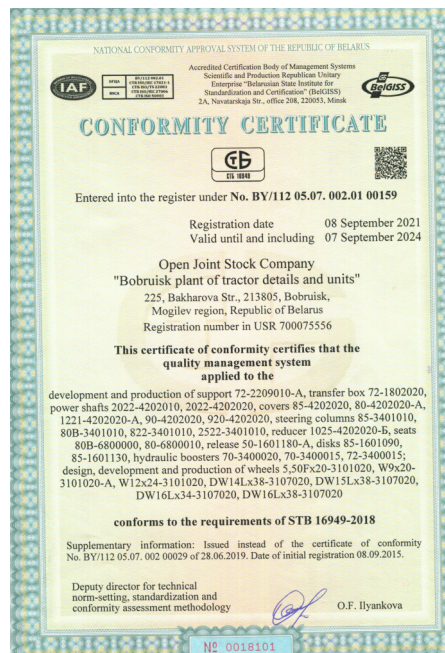 NATIONAL CONFORMITY APPROVAL SYSTEM OF THE REPUBLIC OF BELARUS
Accredited Certification Body of Management Systems
Scientific and Production Republican Unitary
Enterprise "Belarusian State Institute for
Standardization and Certification" (BelGISS)
2A, Novatarskaja Str., office 208, 220053, Minsk
IAF
BelGISS
CONFORMITY CERTIFICATE
СТБ 16949
Entered into the register under No. BY/112 05.07. 002.01 00159
Registration date 08 September 2021
Valid until and including 07 September 2024
Open Joint Stock Company
"Bobruisk plant of tractor details and units"
225, Bakharova Str., 213805, Bobruisk,
Mogilev region, Republic of Belarus
Registration number in USR 700075556
This certificate of conformity certifies that the
quality management system
applied to the
development and production of support 72-2209010-A, transfer box 72-1802020,
power shafts 2022-4202010, 2022-4202020, covers 85-4202020, 80-4202020-A,
1221-4202020-A, 90-4202020, 920-4202020, steering columns 85-3401010,
80B-3401010, 822-3401010, 2522-3401010, reducer 1025-4202020-Б, seats
80B-6800000, 80-6800010, release 50-1601180-A, disks 85-1601090,
85-1601130, hydraulic boosters 70-3400020, 70-3400015, 72-3400015;
design, development and production of wheels 5,50Fx20-3101020, W9x20-
3101020-A, W12x24-3101020, DW14Lx38-3107020, DW15Lx38-3107020,
DW16Lx34-3107020, DW16Lx38-3107020
conforms to the requirements of STB 16949-2018
Supplementary information: Issued instead of the certificate of conformity
No. BY/112 05.07. 002 00029 of 28.06.2019. Date of initial registration 08.09.2015.
Deputy director for technical
norm-setting, standardization and
conformity assessment methodology
O.F. Ilyankova
№ 0018101